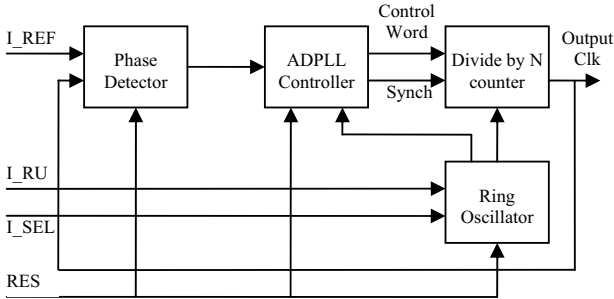 Control
Word
Output
Clk
I_REF
Phase
Detector
ADPLL
Controller
Divide by N
counter
Synch
I_RU
Ring
Oscillator
I_SEL
RES